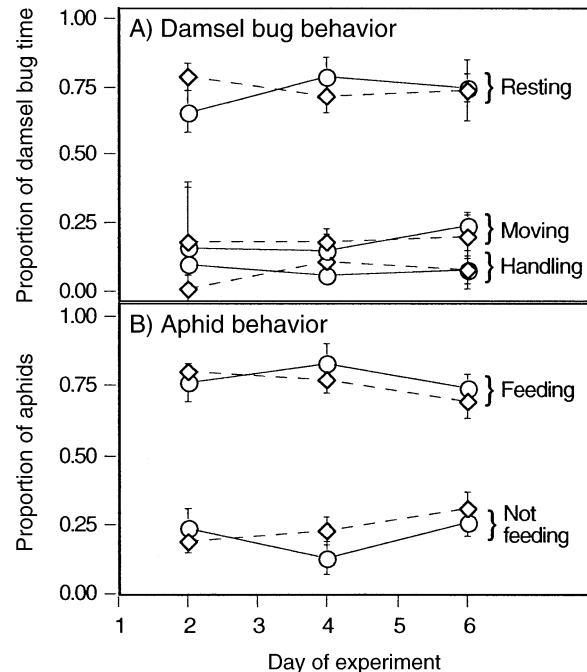 A) Damsel bug behavior
Proportion of damsel bug time
1.00
0.75
0.50
0.25
0.00
} Resting
} Moving
} Handling
B) Aphid behavior
Proportion of aphids
1.00
0.75
0.50
0.25
0.00
} Feeding
} Not
feeding
1 2 3 4 5 6
Day of experiment